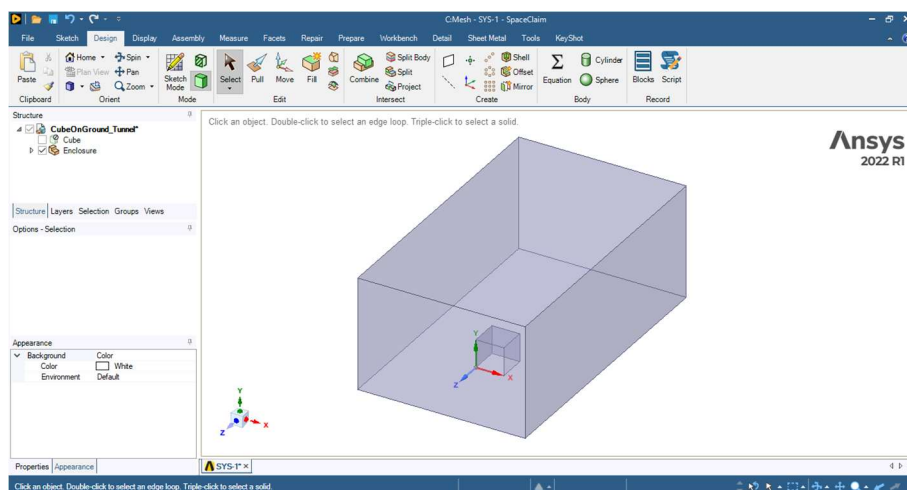 C:Mesh - SYS-1 - SpaceClaim
File Sketch Design Display Assembly Measure Facets Repair Prepare Workbench Detail Sheet Metal Tools KeyShot
Paste
Clipboard
Home Spin
Plan View Pan
Zoom
Orient
Sketch Mode
Mode
Select Pull Move Fill
Edit
Combine
Split Body
Split
Project
Intersect
Shell
Offset
Mirror
Create
Equation
Cylinder
Sphere
Body
Blocks Script
Record
Structure
CubeOnGround_Tunnel*
Cube
Enclosure
Structure Layers Selection Groups Views
Options - Selection
Appearance
Background Color
Color White
Environment Default
Properties Appearance
Click an object. Double-click to select an edge loop. Triple-click to select a solid.
Ansys
2022 R1
Y
Z
X
Y
Z
X
SYS-1*
Click an object. Double-click to select an edge loop. Triple-click to select a solid.